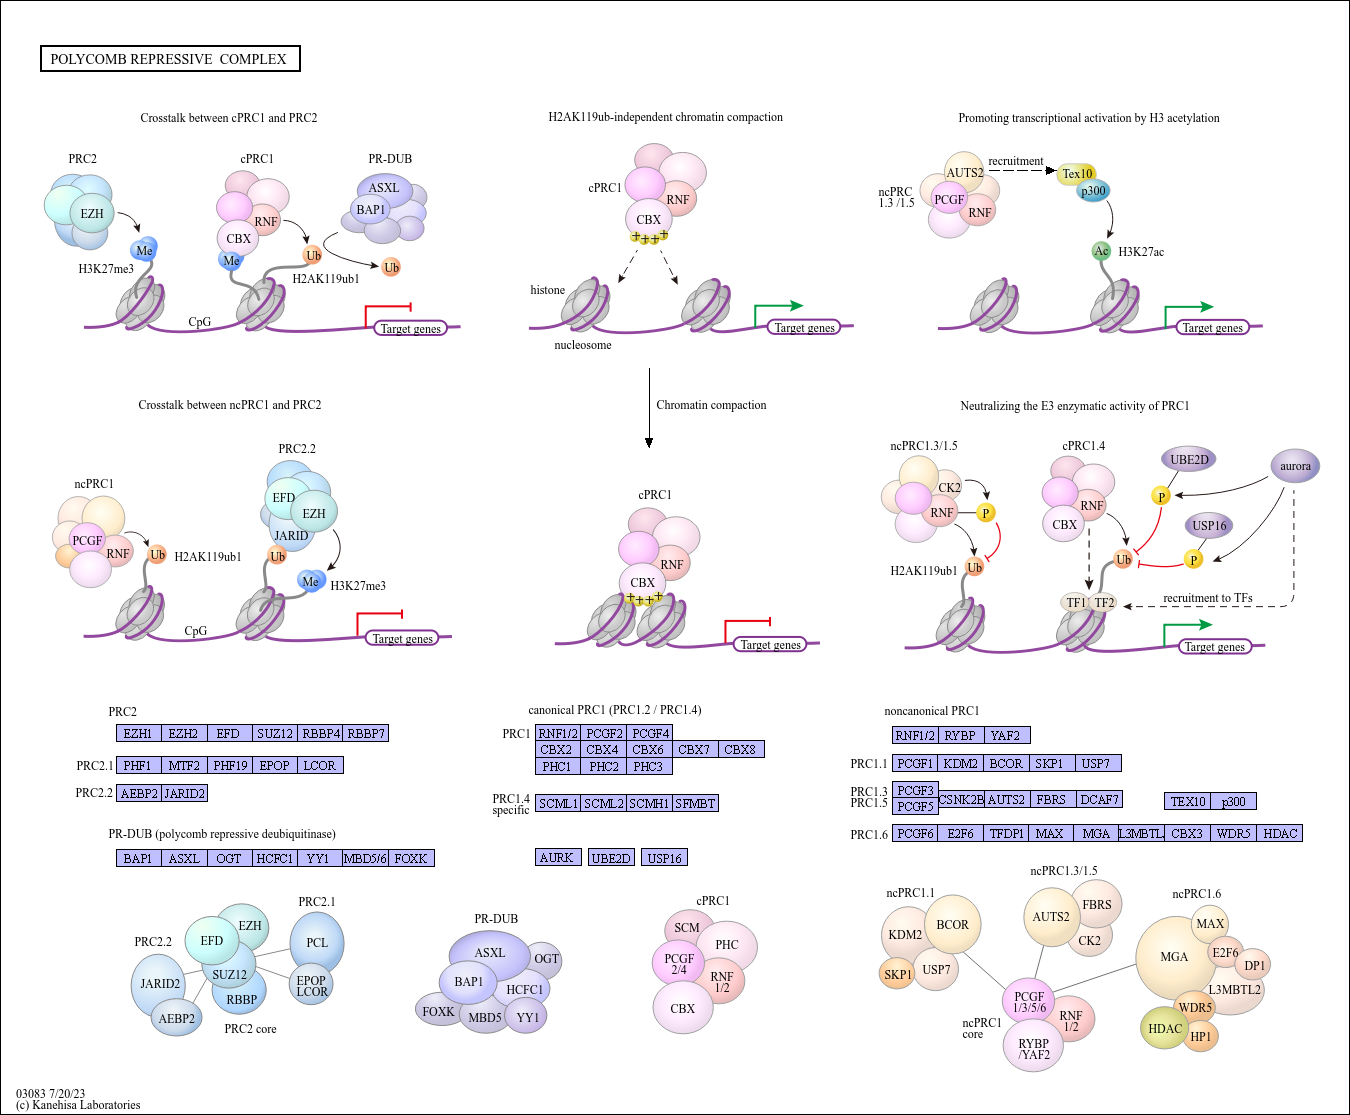 POLYCOMB REPRESSIVE COMPLEX
Crosstalk between cPRC1 and PRC2
PRC2
cPRC1
PR-DUB
EZH
RNF
CBX
ASXL
BAP1
Me
Me
Ub
Ub
H3K27me3
H2AK119ub1
CpG
Target genes
H2AK119ub-independent chromatin compaction
cPRC1
RNF
CBX
++++
histone
nucleosome
Target genes
Promoting transcriptional activation by H3 acetylation
ncPRC
1.3 /1.5
AUTS2
PCGF
RNF
recruitment
Tex10
p300
Ac
H3K27ac
Target genes
Crosstalk between ncPRC1 and PRC2
ncPRC1
PCGF
RNF
Ub
H2AK119ub1
PRC2.2
EFD
EZH
JARID
Ub
Me
H3K27me3
CpG
Target genes
Chromatin compaction
cPRC1
RNF
CBX
++++
Target genes
Neutralizing the E3 enzymatic activity of PRC1
ncPRC1.3/1.5
CK2
RNF
P
Ub
H2AK119ub1
cPRC1.4
RNF
CBX
UBE2D
P
aurora
USP16
P
Ub
TF1
TF2
recruitment to TFs
Target genes
PRC2
EZH1 EZH2 EFD SUZ12 RBBP4 RBBP7
PRC2.1 PHF1 MTF2 PHF19 EPOP LCOR
PRC2.2 AEBP2 JARID2
PR-DUB (polycomb repressive deubiquitinase)
BAP1 ASXL OGT HCFC1 YY1 MBD5/6 FOXK
canonical PRC1 (PRC1.2 / PRC1.4)
PRC1 RNF1/2 PCGF2 PCGF4
CBX2 CBX4 CBX6 CBX7 CBX8
PHC1 PHC2 PHC3
PRC1.4
specific
SCML1 SCML2 SCMH1 SFMBT
AURK UBE2D USP16
noncanonical PRC1
RNF1/2 RYBP YAF2
PRC1.1 PCGF1 KDM2 BCOR SKP1 USP7
PRC1.3 PCGF3
PRC1.5 PCGF5
CSNK2B AUTS2 FBRS DCAF7
TEX10 p300
PRC1.6 PCGF6 E2F6 TFDP1 MAX MGA L3MBTL CBX3 WDR5 HDAC
PRC2.1
PRC2.2
EZH
EFD
SUZ12
RBBP
PCL
EPOP
LCOR
JARID2
AEBP2
PRC2 core
PR-DUB
ASXL
OGT
BAP1
HCFC1
FOXK
MBD5
YY1
cPRC1
SCM
PHC
PCGF
2/4
RNF
1/2
CBX
ncPRC1.1
KDM2
BCOR
SKP1
USP7
ncPRC1.3/1.5
AUTS2
FBRS
CK2
ncPRC1.6
MAX
MGA
E2F6
DP1
L3MBTL2
WDR5
HDAC
HP1
PCGF
1/3/5/6
RNF
1/2
RYBP
/YAF2
ncPRC1
core
03083 7/20/23
(c) Kanehisa Laboratories